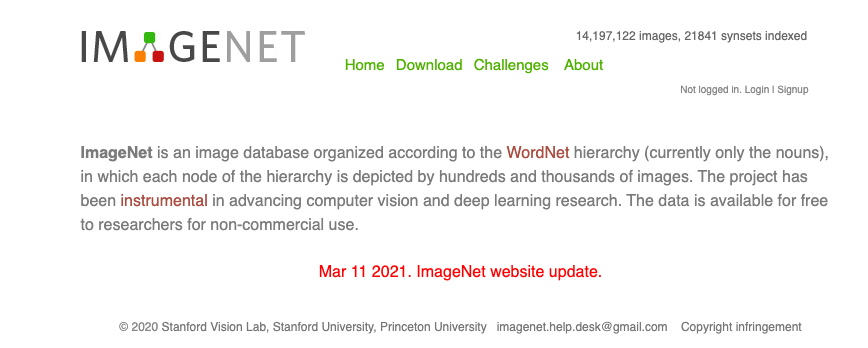 IMAGENET
14,197,122 images, 21841 synsets indexed
Home Download Challenges About
Not logged in. Login | Signup
ImageNet is an image database organized according to the WordNet hierarchy (currently only the nouns),
in which each node of the hierarchy is depicted by hundreds and thousands of images. The project has
been instrumental in advancing computer vision and deep learning research. The data is available for free
to researchers for non-commercial use.
Mar 11 2021. ImageNet website update.
© 2020 Stanford Vision Lab, Stanford University, Princeton University imagenet.help.desk@gmail.com Copyright infringement